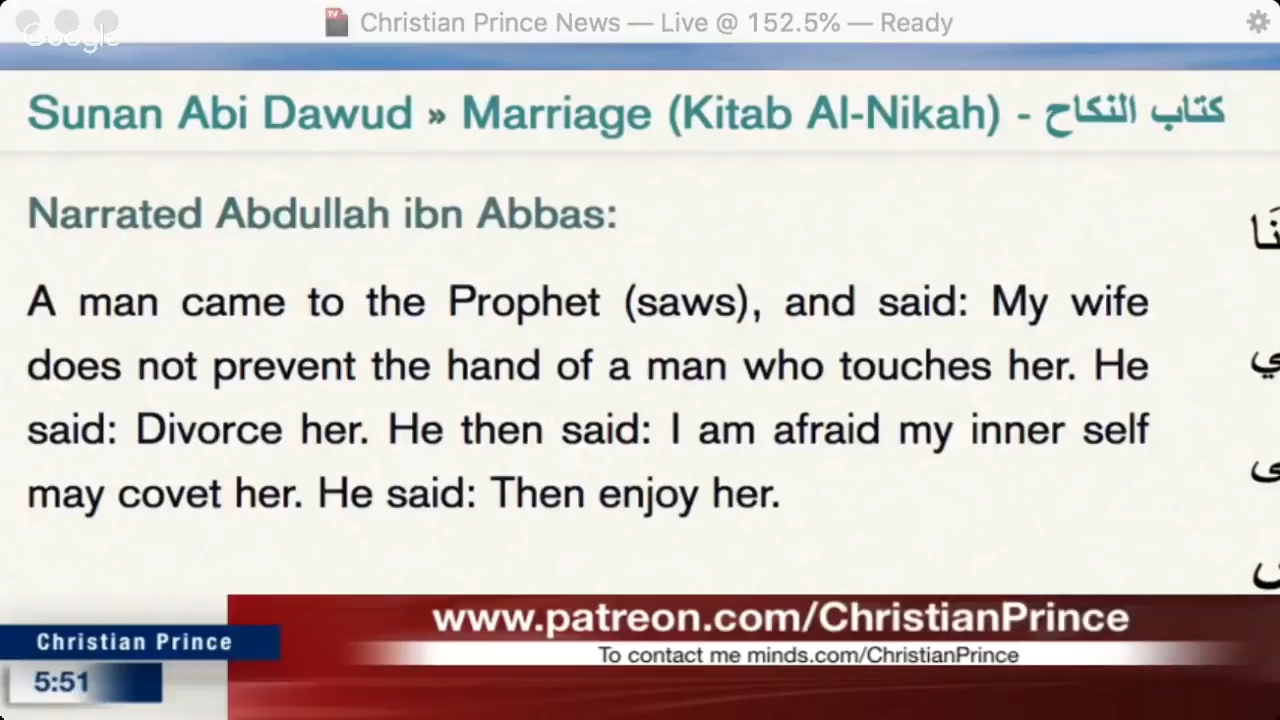 Christian Prince News — Live @ 152.5% — Ready
Google
Sunan Abi Dawud » Marriage (Kitab Al-Nikah) - كتاب النكاح
Narrated Abdullah ibn Abbas:
A man came to the Prophet (saws), and said: My wife
does not prevent the hand of a man who touches her. He
said: Divorce her. He then said: I am afraid my inner self
may covet her. He said: Then enjoy her.
www.patreon.com/ChristianPrince
To contact me minds.com/ChristianPrince
Christian Prince
5:51